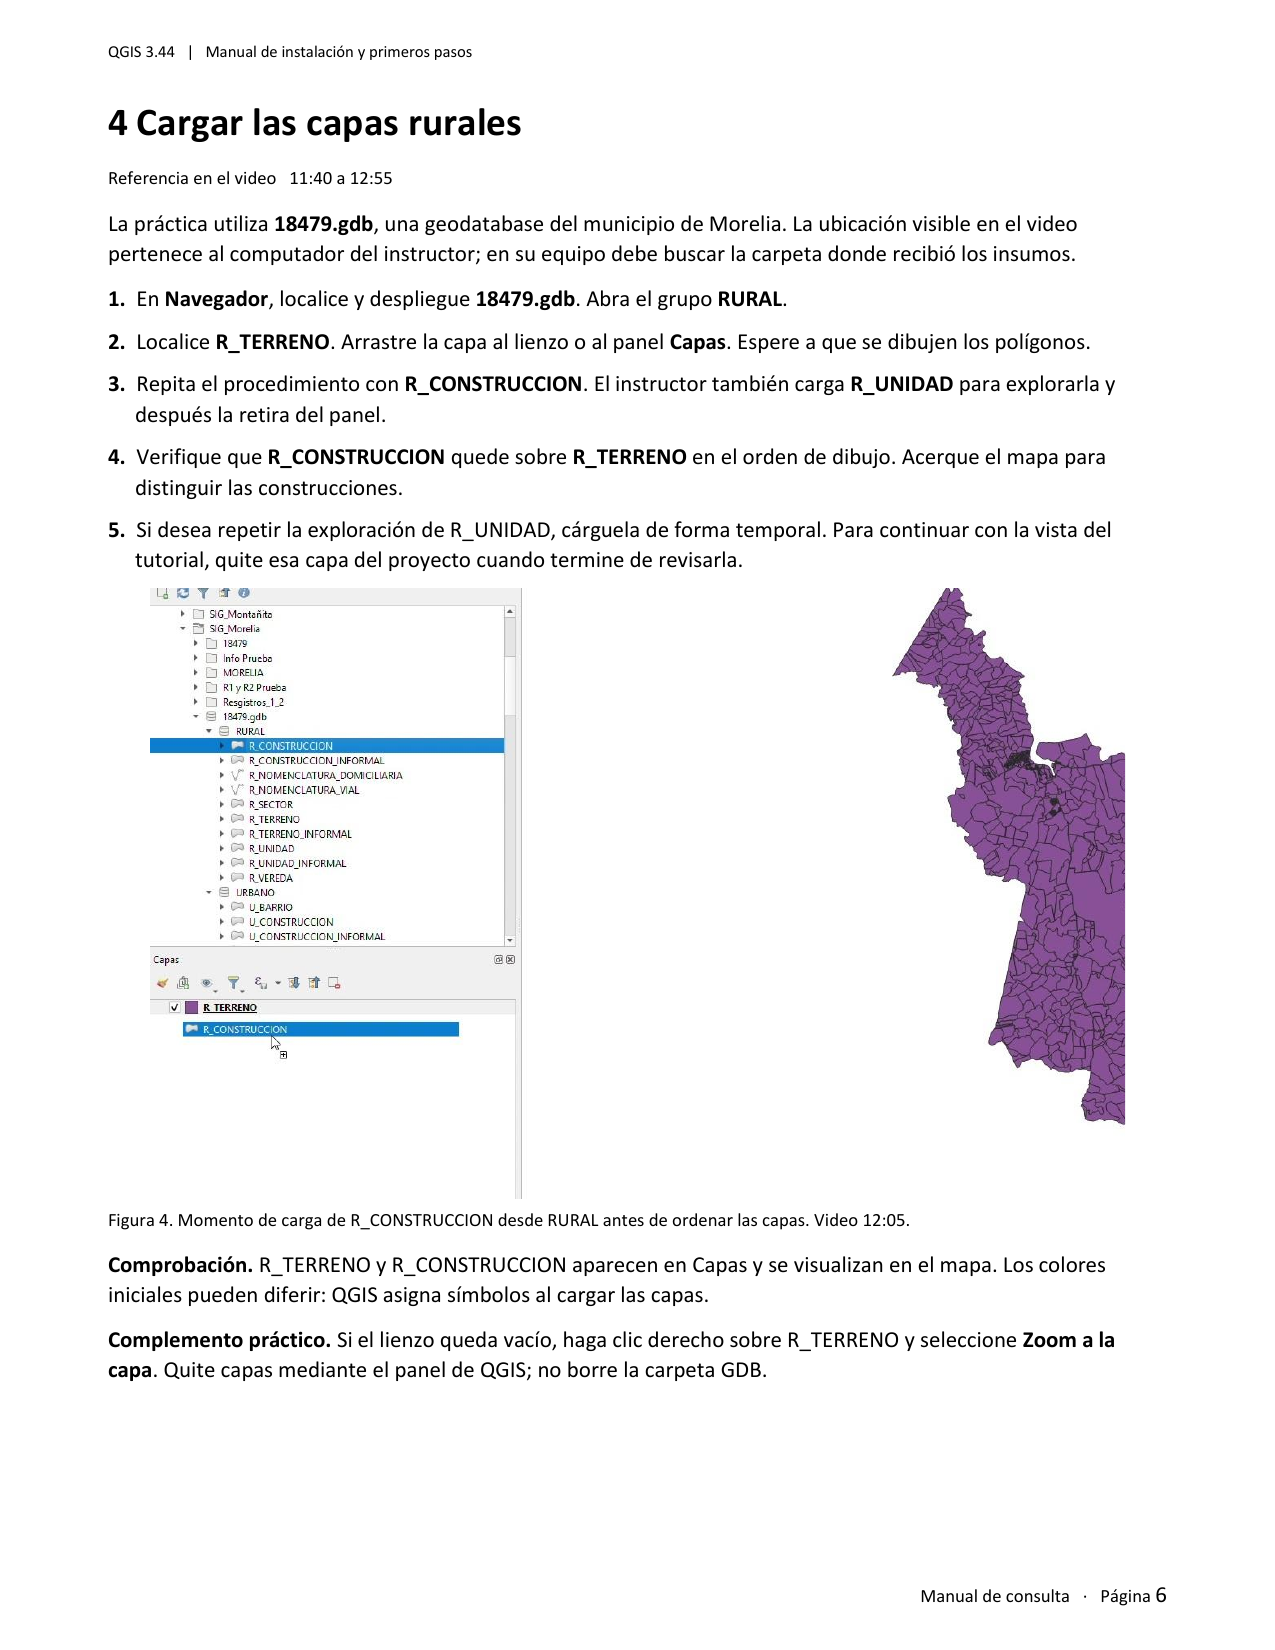 QGIS 3.44 | Manual de instalación y primeros pasos
4 Cargar las capas rurales
Referencia en el video 11:40 a 12:55
La práctica utiliza 18479.gdb, una geodatabase del municipio de Morelia. La ubicación visible en el video
pertenece al computador del instructor; en su equipo debe buscar la carpeta donde recibió los insumos.
1. En Navegador, localice y despliegue 18479.gdb. Abra el grupo RURAL.
2. Localice R_TERRENO. Arrastre la capa al lienzo o al panel Capas. Espere a que se dibujen los polígonos.
3. Repita el procedimiento con R_CONSTRUCCION. El instructor también carga R_UNIDAD para explorarla y
después la retira del panel.
4. Verifique que R_CONSTRUCCION quede sobre R_TERRENO en el orden de dibujo. Acerque el mapa para
distinguir las construcciones.
5. Si desea repetir la exploración de R_UNIDAD, cárguela de forma temporal. Para continuar con la vista del
tutorial, quite esa capa del proyecto cuando termine de revisarla.
SIG_Montañita
SIG_Morelia
18479
Info Prueba
MORELIA
R1 y R2 Prueba
Resgistros_1_2
18479.gdb
RURAL
R_CONSTRUCCION
R_CONSTRUCCION_INFORMAL
R_NOMENCLATURA_DOMICILIARIA
R_NOMENCLATURA_VIAL
R_SECTOR
R_TERRENO
R_TERRENO_INFORMAL
R_UNIDAD
R_UNIDAD_INFORMAL
R_VEREDA
URBANO
U_BARRIO
U_CONSTRUCCION
U_CONSTRUCCION_INFORMAL
Capas
R_TERRENO
R_CONSTRUCCION
Figura 4. Momento de carga de R_CONSTRUCCION desde RURAL antes de ordenar las capas. Video 12:05.
Comprobación. R_TERRENO y R_CONSTRUCCION aparecen en Capas y se visualizan en el mapa. Los colores
iniciales pueden diferir: QGIS asigna símbolos al cargar las capas.
Complemento práctico. Si el lienzo queda vacío, haga clic derecho sobre R_TERRENO y seleccione Zoom a la
capa. Quite capas mediante el panel de QGIS; no borre la carpeta GDB.
Manual de consulta · Página 6